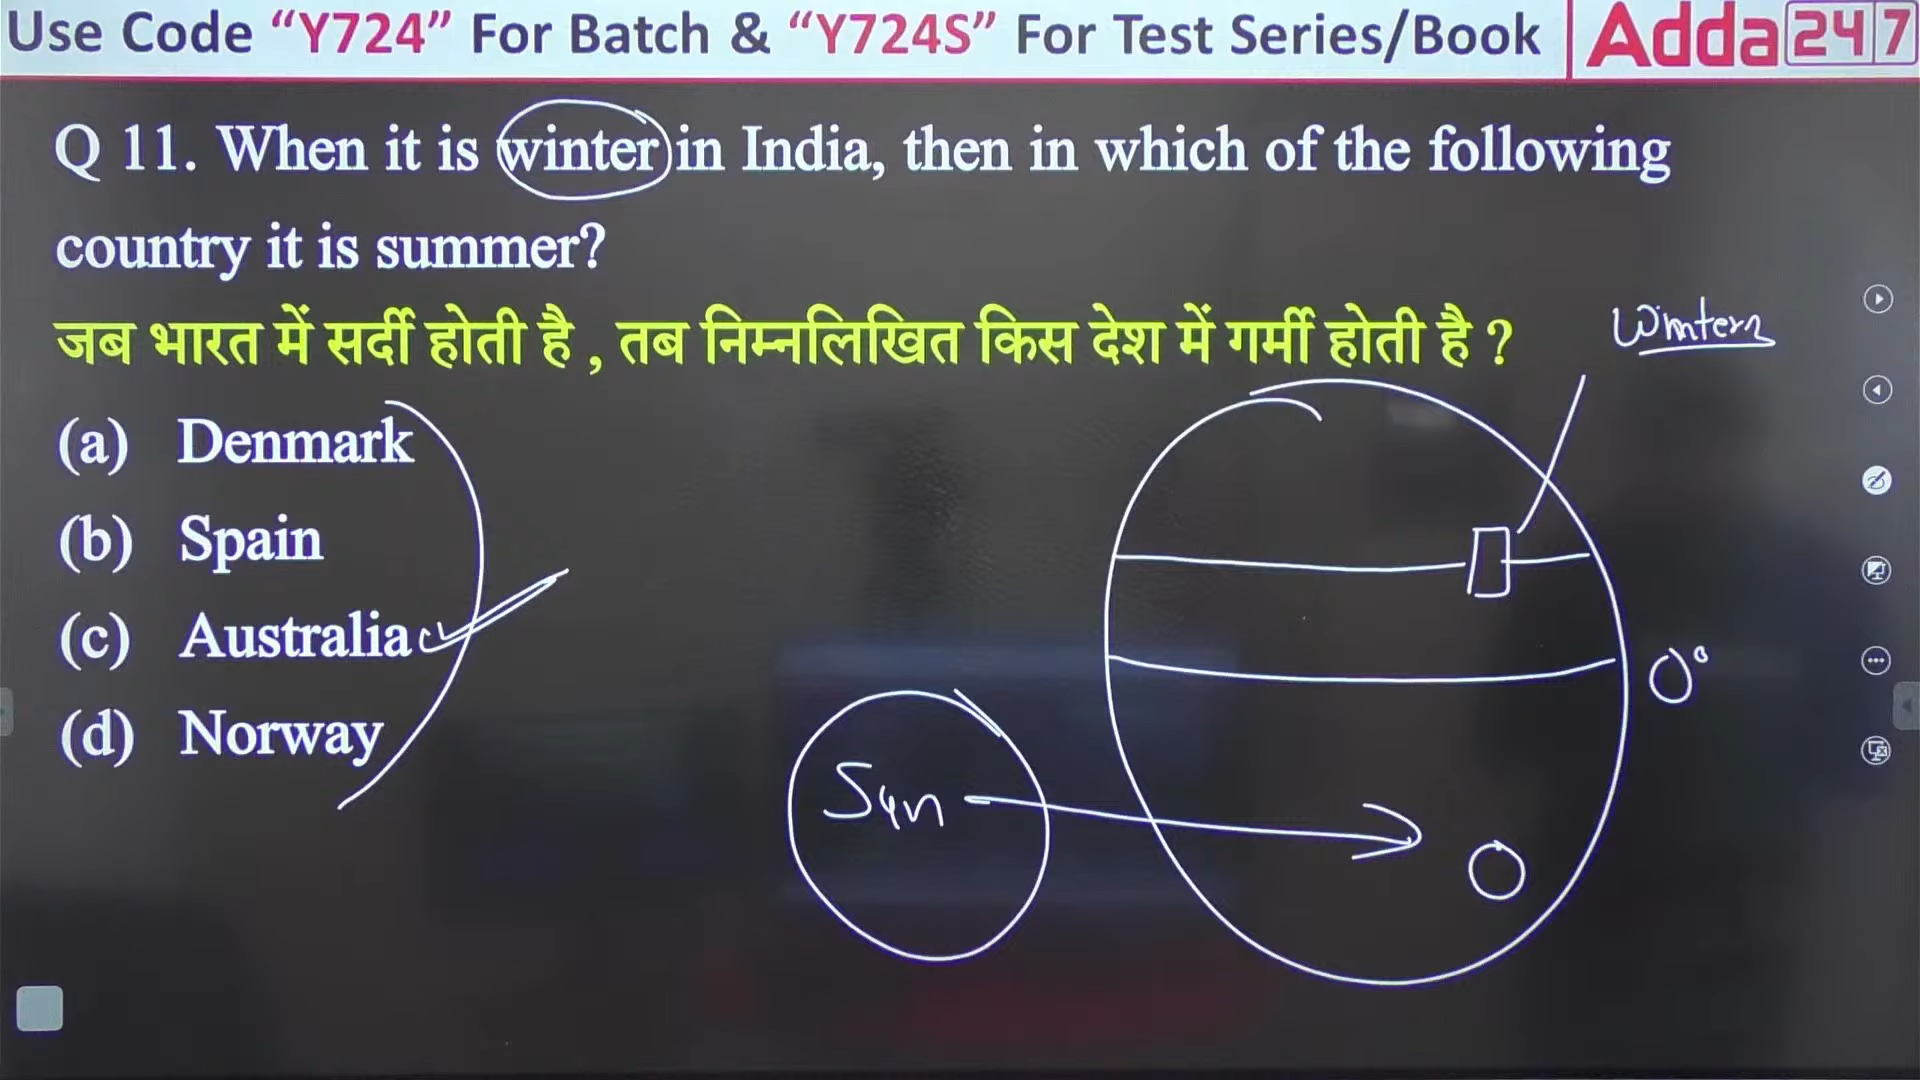 Use Code “Y724” For Batch & “Y724S” For Test Series/Book
Adda247
Q 11. When it is winter in India, then in which of the following
country it is summer?
जब भारत में सर्दी होती है , तब निम्नलिखित किस देश में गर्मी होती है ?
Winters
(a) Denmark
(b) Spain
(c) Australia
(d) Norway
0°
Sun